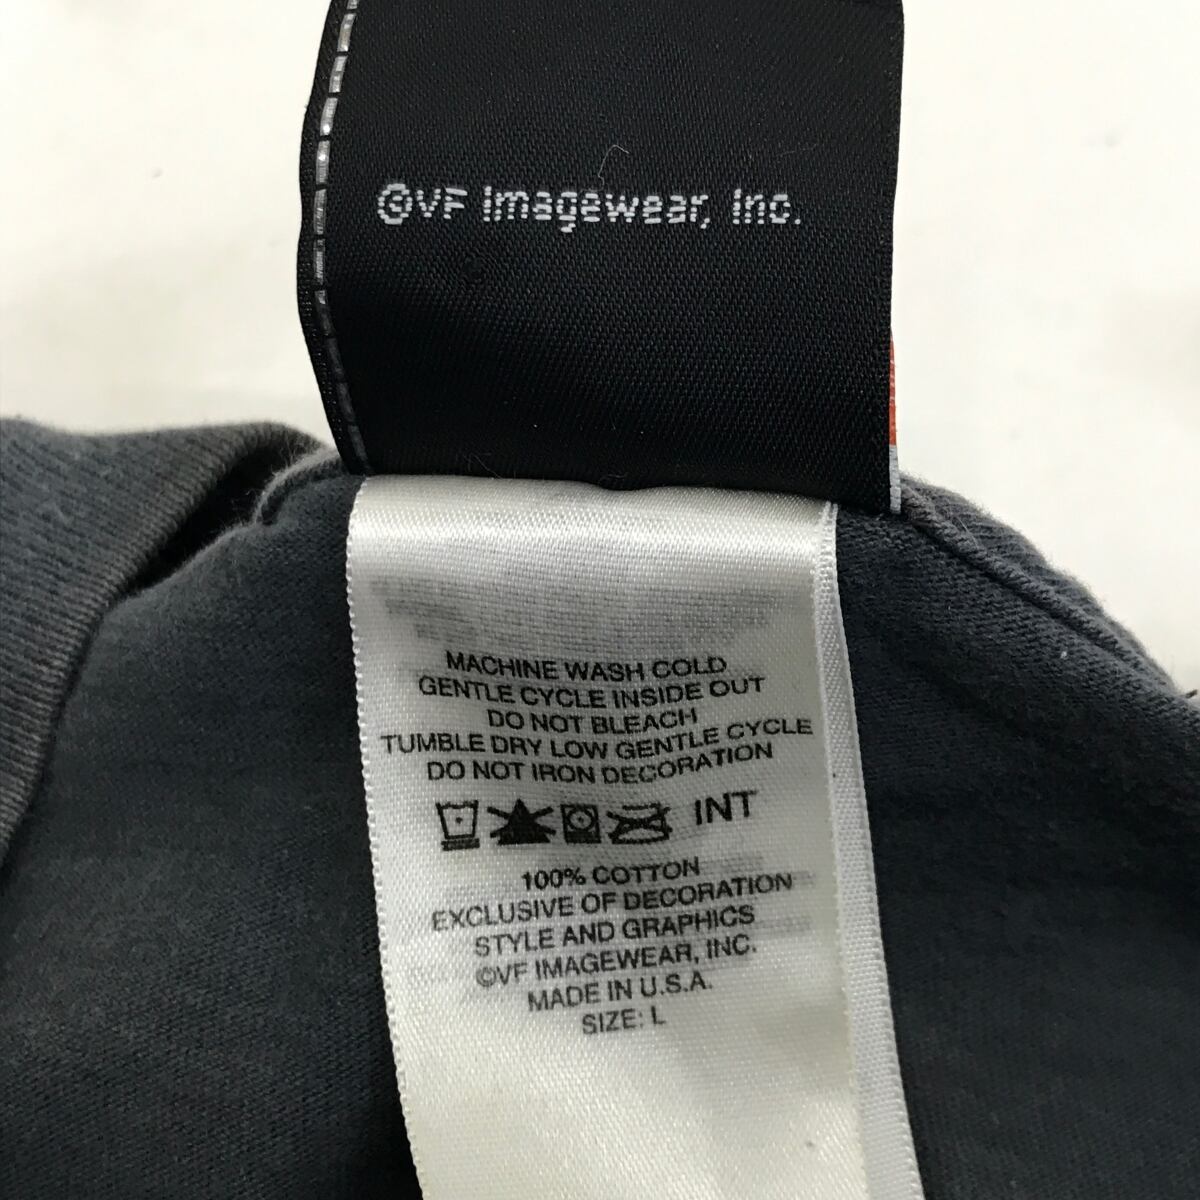 ©VF Imagewear, Inc.
MACHINE WASH COLD
GENTLE CYCLE INSIDE OUT
DO NOT BLEACH
TUMBLE DRY LOW GENTLE CYCLE
DO NOT IRON DECORATION
INT
100% COTTON
EXCLUSIVE OF DECORATION
STYLE AND GRAPHICS
©VF IMAGEWEAR, INC.
MADE IN U.S.A.
SIZE: L